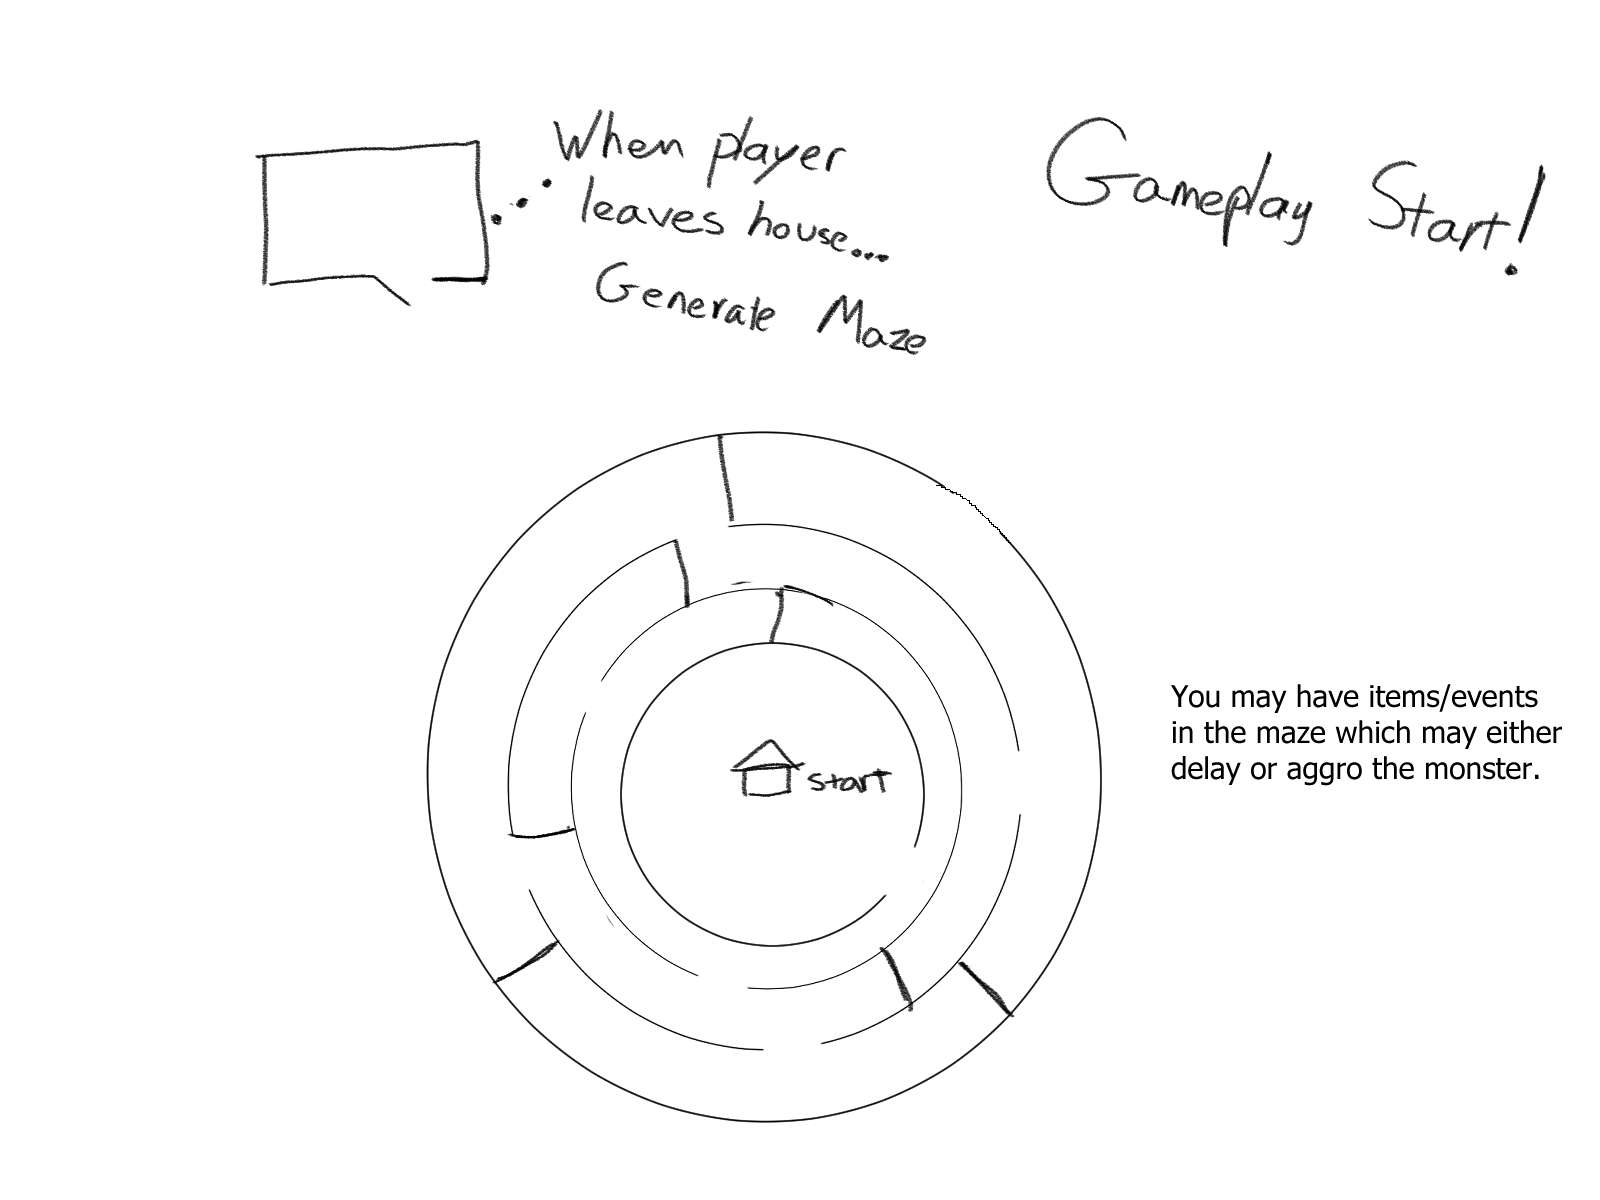 When player
leaves house...
Generate Maze
Gameplay Start!
start
You may have items/events
in the maze which may either
delay or aggro the monster.